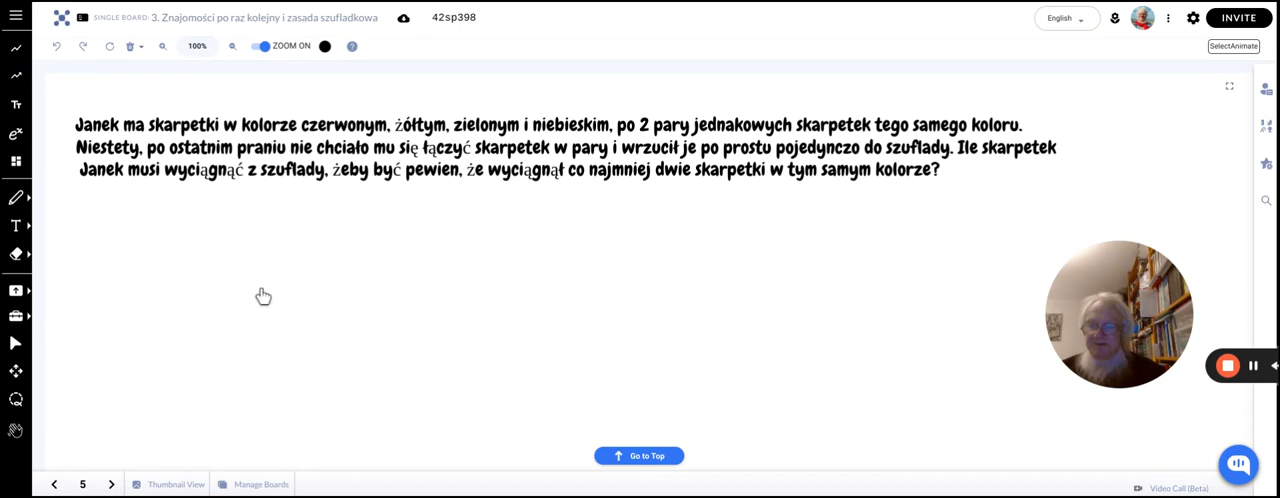 SINGLE BOARD: 3. Znajomości po raz kolejny i zasada szufladkowa
42sp398
English
INVITE
100%
ZOOM ON
SelectAnimate
Janek ma skarpetki w kolorze czerwonym, żółtym, zielonym i niebieskim, po 2 pary jednakowych skarpetek tego samego koloru.
Niestety, po ostatnim praniu nie chciało mu się łączyć skarpetek w pary i wrzucił je po prostu pojedynczo do szuflady. Ile skarpetek
Janek musi wyciągnąć z szuflady, żeby być pewien, że wyciągnął co najmniej dwie skarpetki w tym samym kolorze?
Go to Top
5
Thumbnail View
Manage Boards
Video Call (Beta)